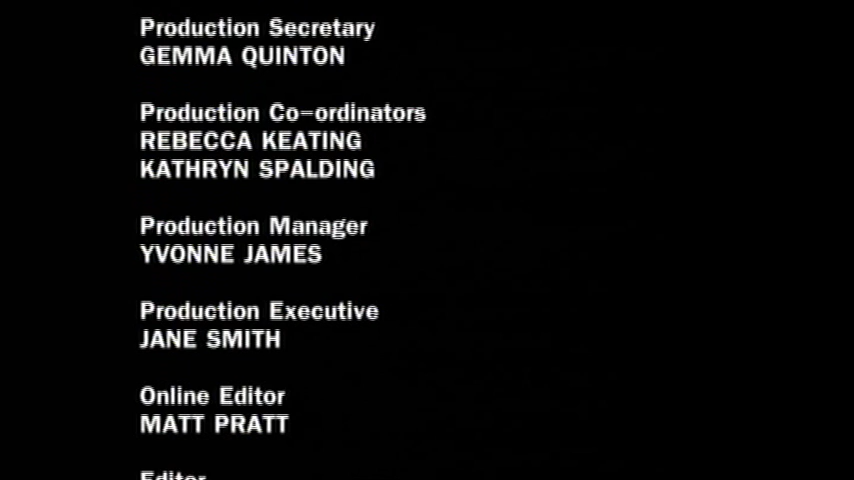 Production Secretary
GEMMA QUINTON
Production Co-ordinators
REBECCA KEATING
KATHRYN SPALDING
Production Manager
YVONNE JAMES
Production Executive
JANE SMITH
Online Editor
MATT PRATT
Editor